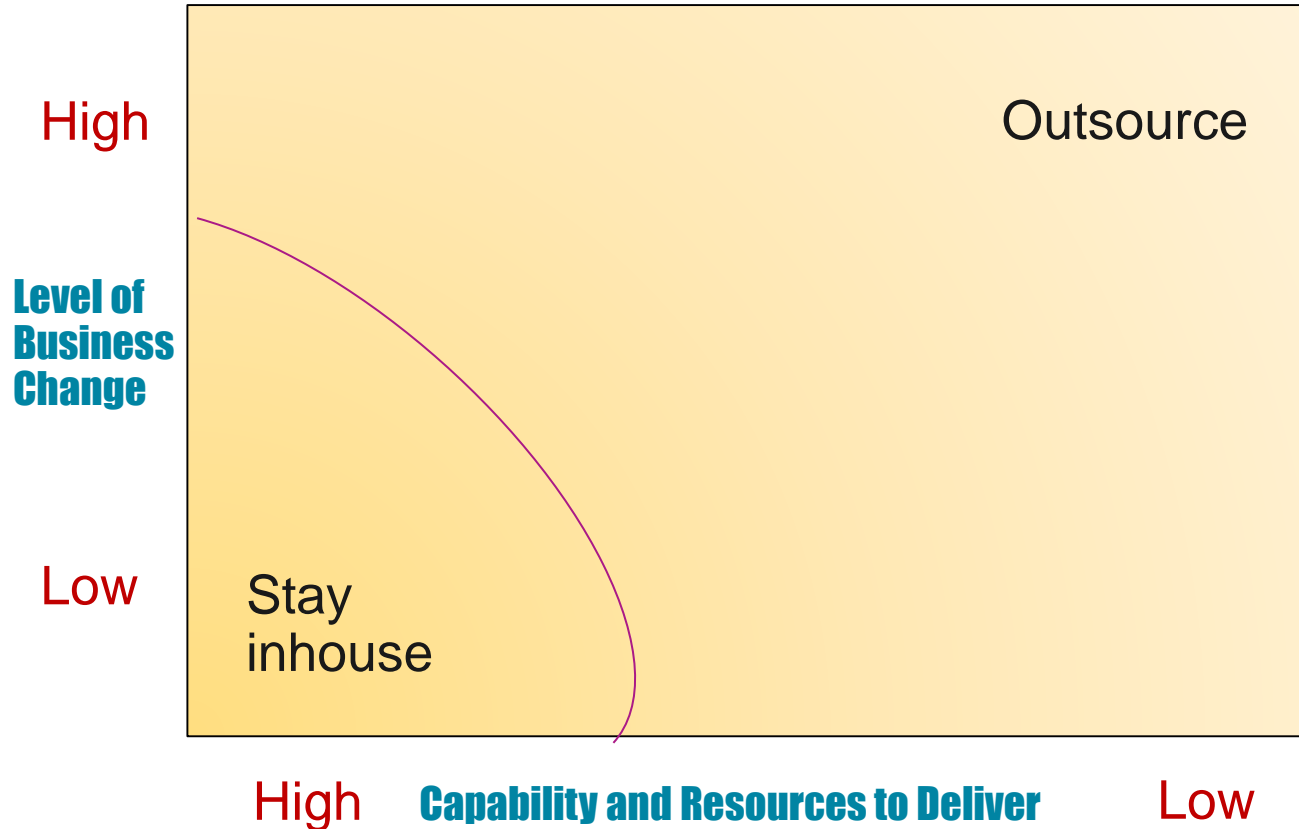 High
Outsource
Level of
Business
Change
Low
Stay
inhouse
High
Capability and Resources to Deliver
Low